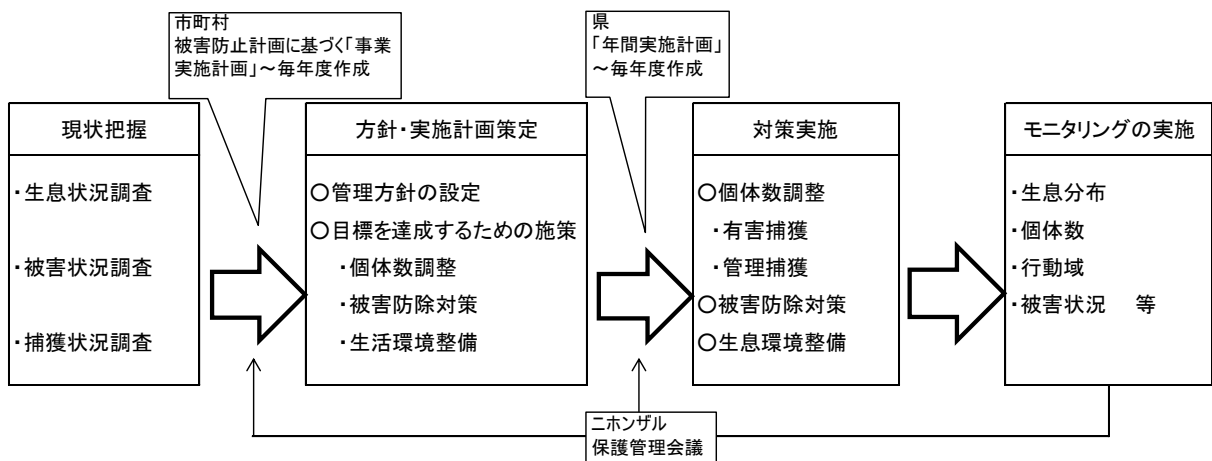 市町村
被害防止計画に基づく「事業
実施計画」～毎年度作成
県
「年間実施計画」
～毎年度作成
現状把握
・生息状況調査
・被害状況調査
・捕獲状況調査
方針・実施計画策定
○管理方針の設定
○目標を達成するための施策
・個体数調整
・被害防除対策
・生活環境整備
対策実施
○個体数調整
・有害捕獲
・管理捕獲
○被害防除対策
○生息環境整備
モニタリングの実施
・生息分布
・個体数
・行動域
・被害状況　等
ニホンザル
保護管理会議